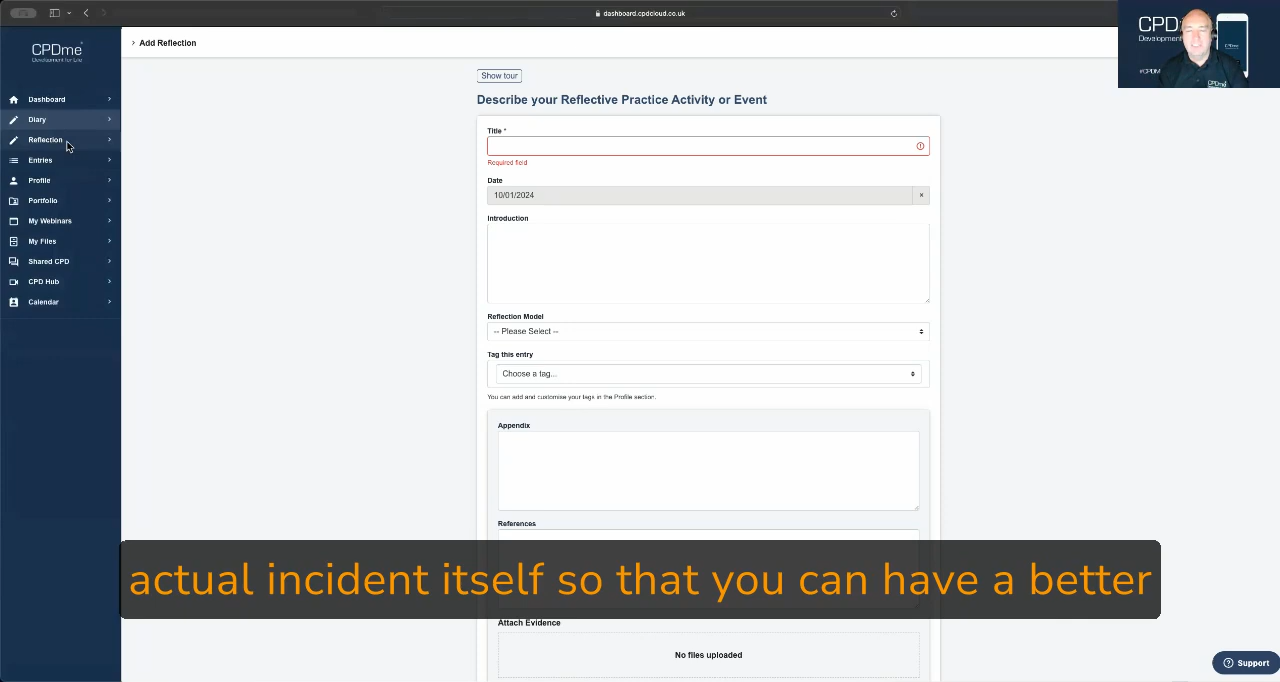 dashboard.cpdcloud.co.uk
CPDme
Development for Life
Add Reflection
Dashboard
Diary
Reflection
Entries
Profile
Portfolio
My Webinars
My Files
Shared CPD
CPD Hub
Calendar
Show tour
Describe your Reflective Practice Activity or Event
Title *
Required field
Date
10/01/2024
×
Introduction
Reflection Model
-- Please Select --
Tag this entry
Choose a tag...
You can add and customise your tags in the Profile section.
Appendix
References
actual incident itself so that you can have a better
Attach Evidence
No files uploaded
Support